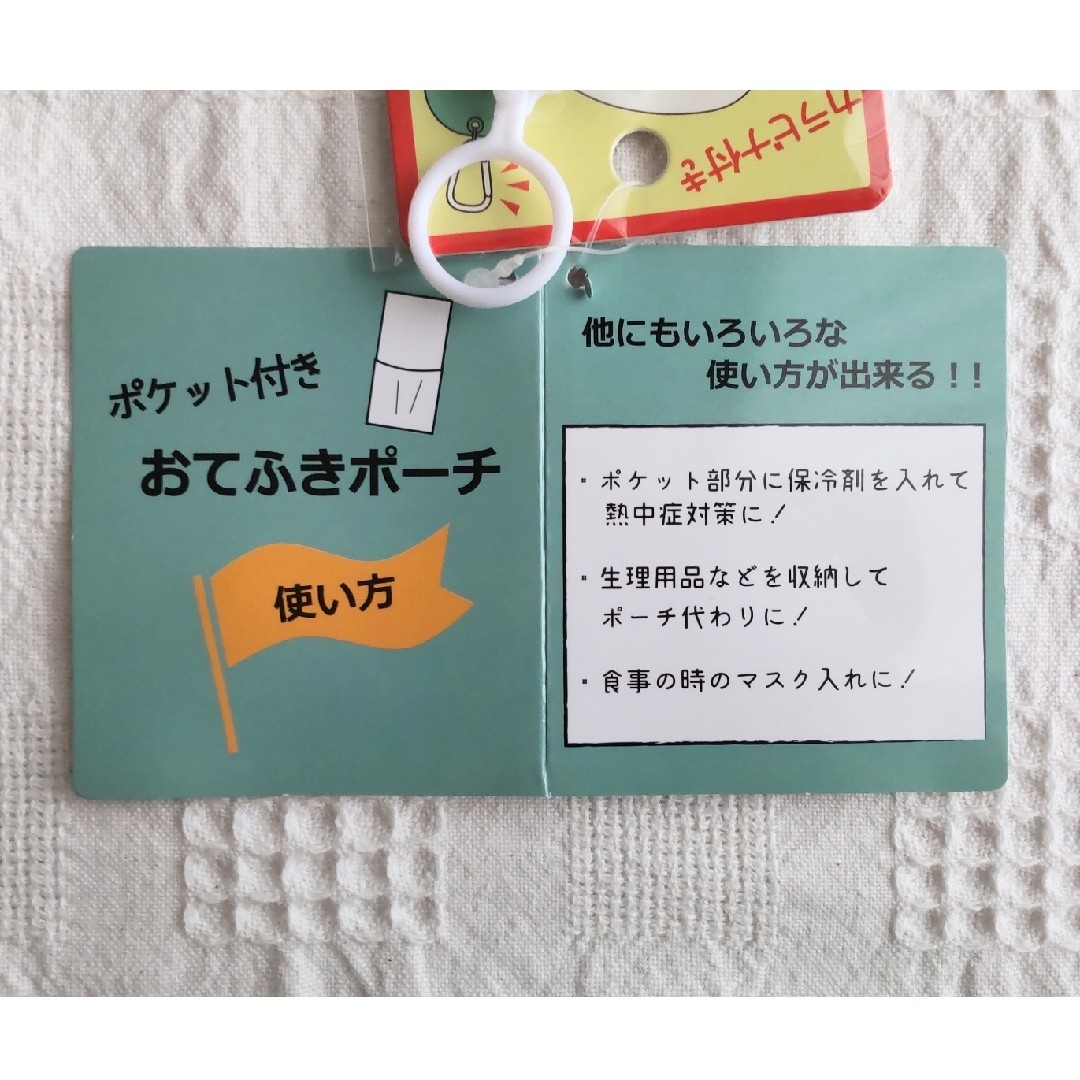 カラビナ付き
ポケット付き
おてふきポーチ
使い方
他にもいろいろな
使い方が出来る!!
・ポケット部分に保冷剤を入れて
熱中症対策に!
・生理用品などを収納して
ポーチ代わりに!
・食事の時のマスク入れに!